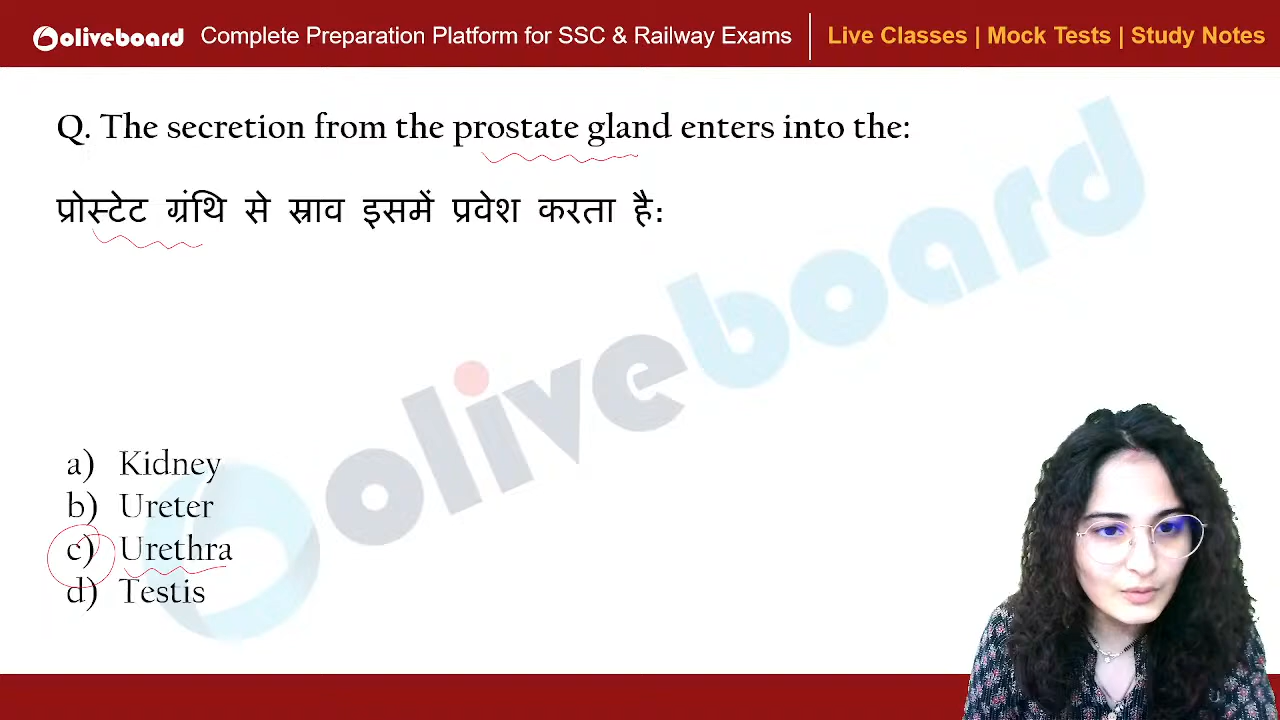 oliveboard Complete Preparation Platform for SSC & Railway Exams Live Classes | Mock Tests | Study Notes
Q. The secretion from the prostate gland enters into the:
प्रोस्टेट ग्रंथि से स्राव इसमें प्रवेश करता है:
oliveboard
a) Kidney
b) Ureter
c) Urethra
d) Testis